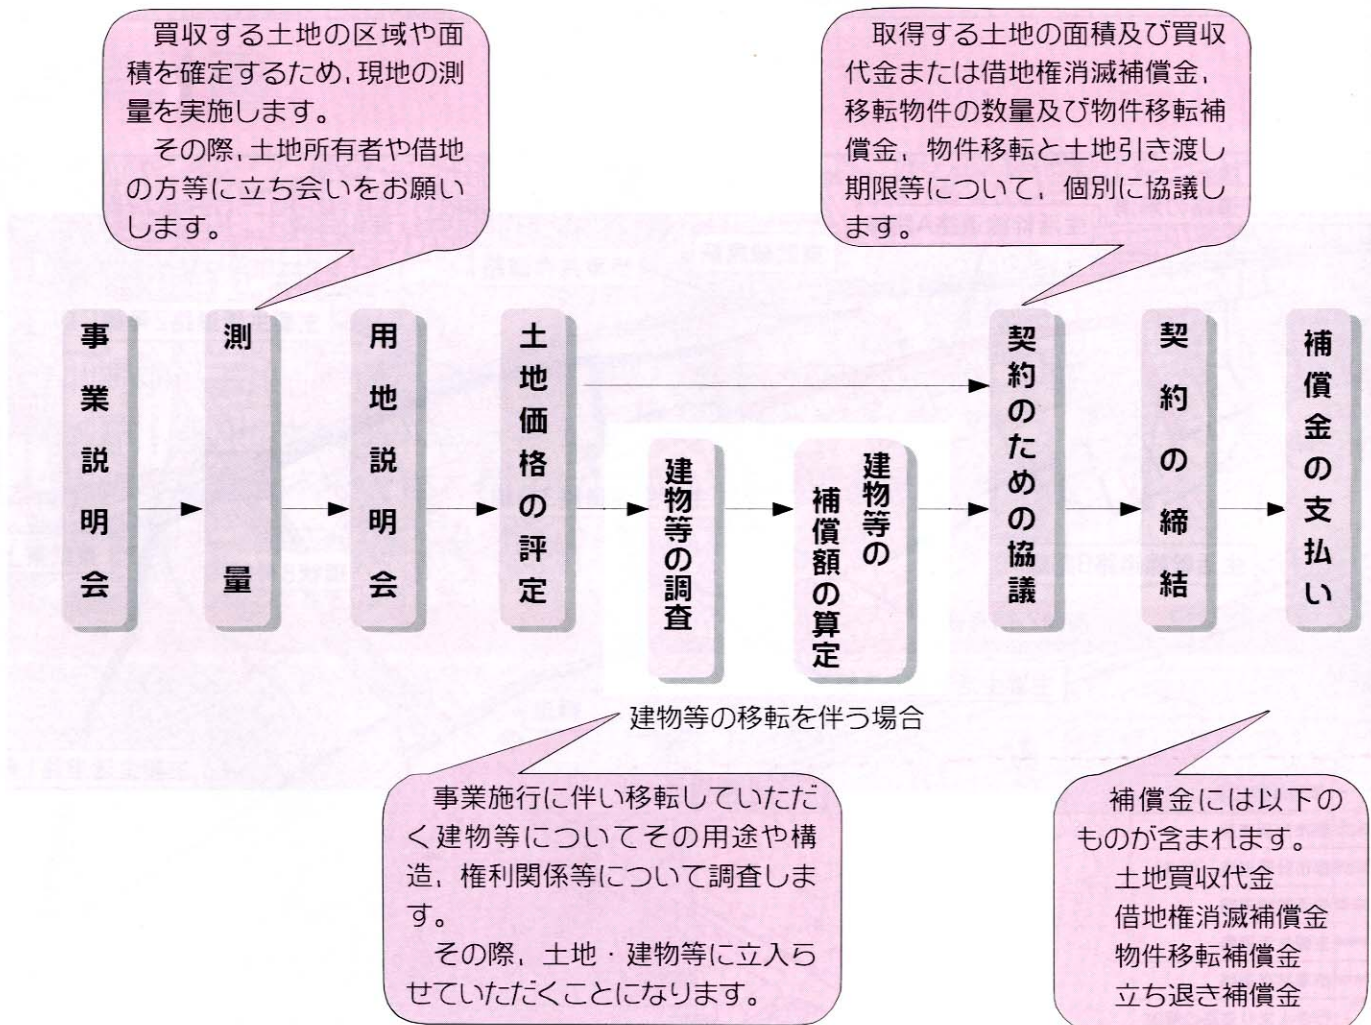 買収する土地の区域や面
積を確定するため,現地の測
量を実施します。
その際,土地所有者や借地
の方等に立ち会いをお願い
します。
取得する土地の面積及び買収
代金または借地権消滅補償金,
移転物件の数量及び物件移転補
償金,物件移転と土地引き渡し
期限等について,個別に協議し
ます。
事業説明会
測量
用地説明会
土地価格の評定
建物等の調査
建物等の
補償額の算定
契約のための協議
契約の締結
補償金の支払い
建物等の移転を伴う場合
事業施行に伴い移転していただ
く建物等についてその用途や構
造,権利関係等について調査しま
す。
その際,土地・建物等に立入ら
せていただくことになります。
補償金には以下の
ものが含まれます。
土地買収代金
借地権消滅補償金
物件移転補償金
立ち退き補償金